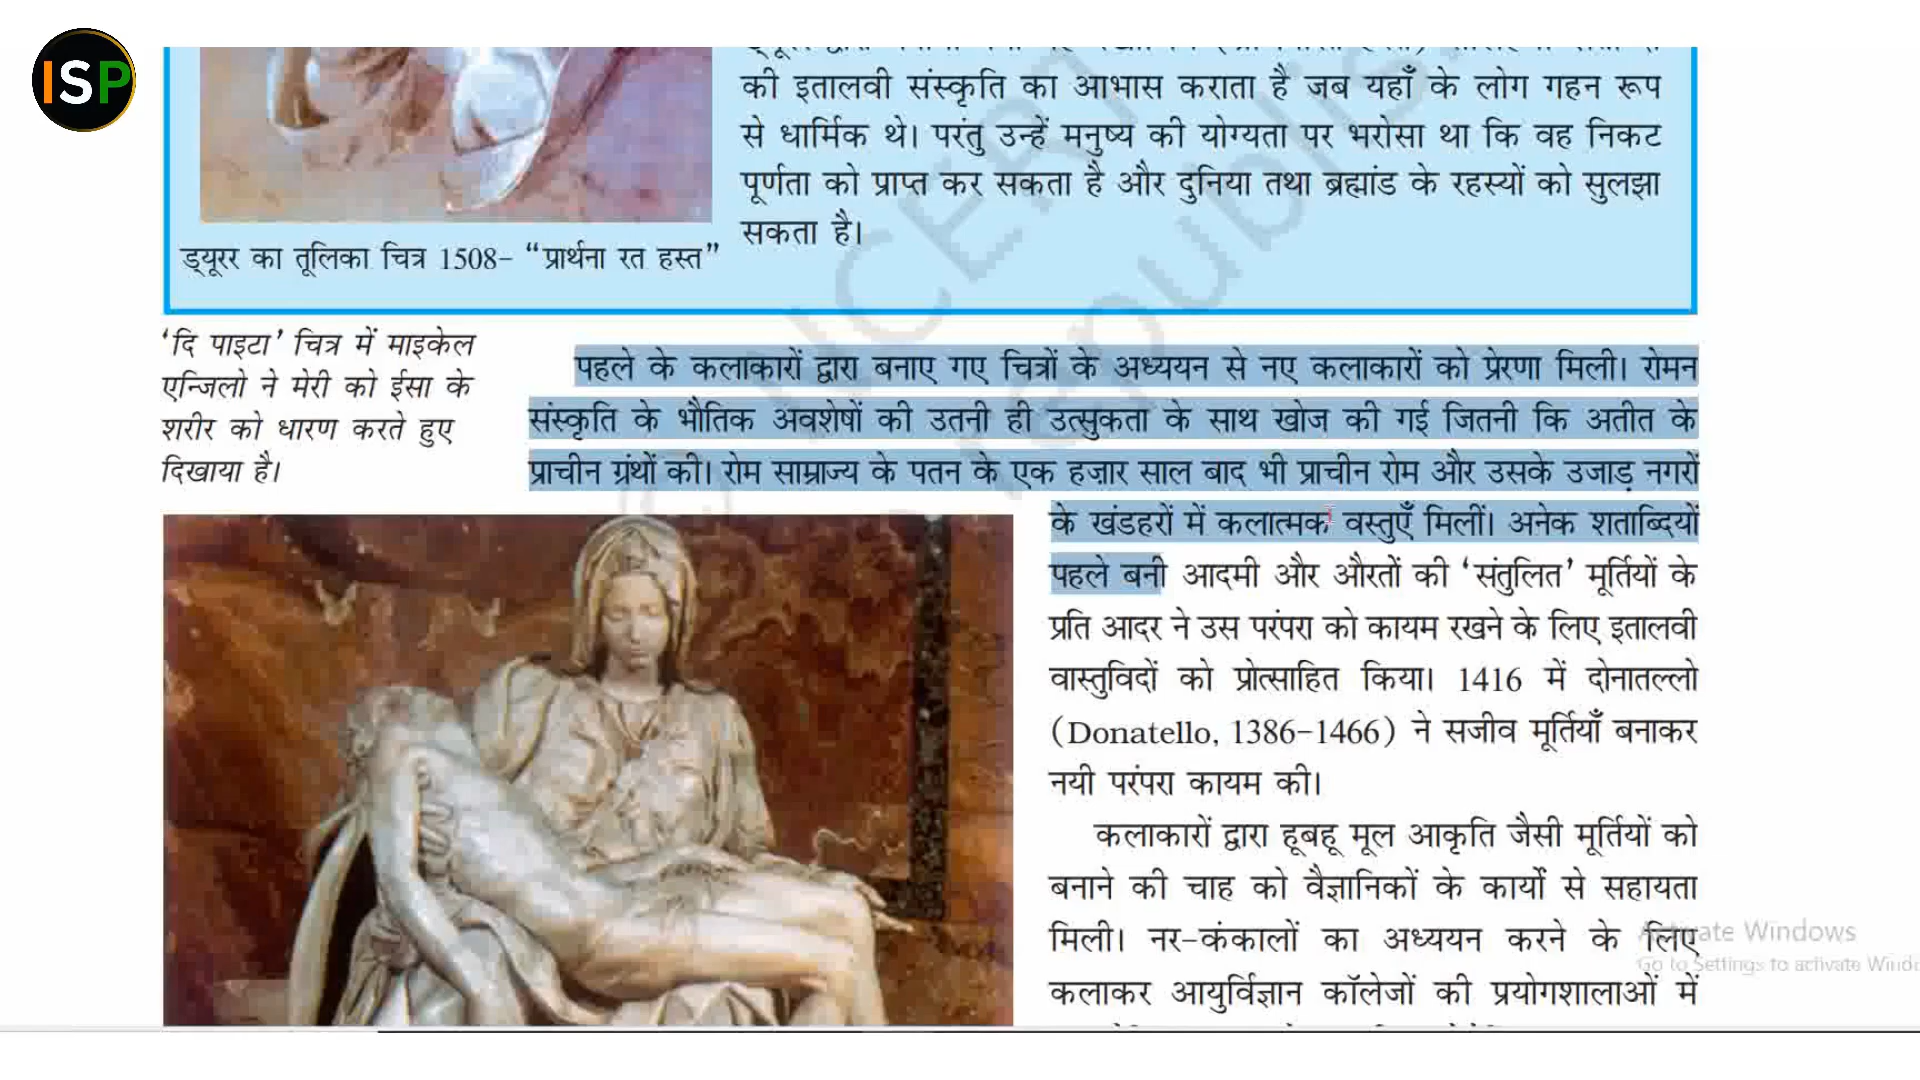 ISP
की इतालवी संस्कृति का आभास कराता है जब यहाँ के लोग गहन रूप
से धार्मिक थे। परंतु उन्हें मनुष्य की योग्यता पर भरोसा था कि वह निकट
पूर्णता को प्राप्त कर सकता है और दुनिया तथा ब्रह्मांड के रहस्यों को सुलझा
सकता है।
ड्यूरर का तूलिका चित्र 1508- “प्रार्थना रत हस्त”
‘दि पाइटा’ चित्र में माइकेल
एन्जिलो ने मेरी को ईसा के
शरीर को धारण करते हुए
दिखाया है।
पहले के कलाकारों द्वारा बनाए गए चित्रों के अध्ययन से नए कलाकारों को प्रेरणा मिली। रोमन
संस्कृति के भौतिक अवशेषों की उतनी ही उत्सुकता के साथ खोज की गई जितनी कि अतीत के
प्राचीन ग्रंथों की। रोम साम्राज्य के पतन के एक हज़ार साल बाद भी प्राचीन रोम और उसके उजाड़ नगरों
के खंडहरों में कलात्मक वस्तुएँ मिलीं। अनेक शताब्दियों
पहले बनी आदमी और औरतों की ‘संतुलित’ मूर्तियों के
प्रति आदर ने उस परंपरा को कायम रखने के लिए इतालवी
वास्तुविदों को प्रोत्साहित किया। 1416 में दोनातल्लो
(Donatello, 1386-1466) ने सजीव मूर्तियाँ बनाकर
नयी परंपरा कायम की।
कलाकारों द्वारा हूबहू मूल आकृति जैसी मूर्तियों को
बनाने की चाह को वैज्ञानिकों के कार्यों से सहायता
मिली। नर-कंकालों का अध्ययन करने के लिए
कलाकर आयुर्विज्ञान कॉलेजों की प्रयोगशालाओं में
© NCERT
republis
Activate Windows
Go to Settings to activate Windo